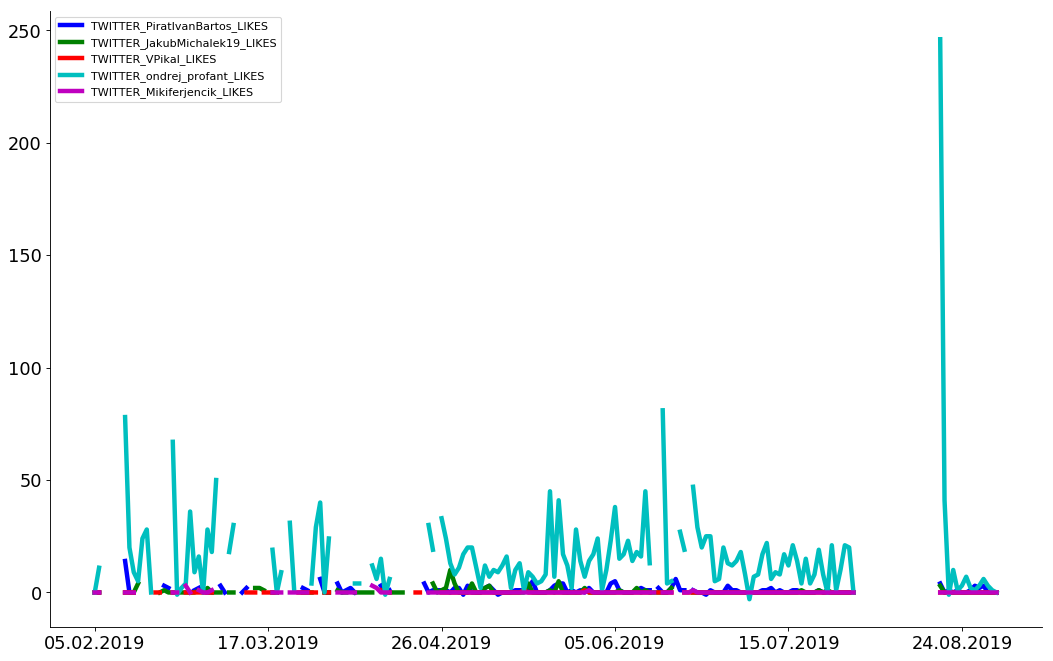 TWITTER_PiratIvanBartos_LIKES
TWITTER_JakubMichalek19_LIKES
TWITTER_VPikal_LIKES
TWITTER_ondrej_profant_LIKES
TWITTER_Mikiferjencik_LIKES
250
200
150
100
50
0
05.02.2019 17.03.2019 26.04.2019 05.06.2019 15.07.2019 24.08.2019